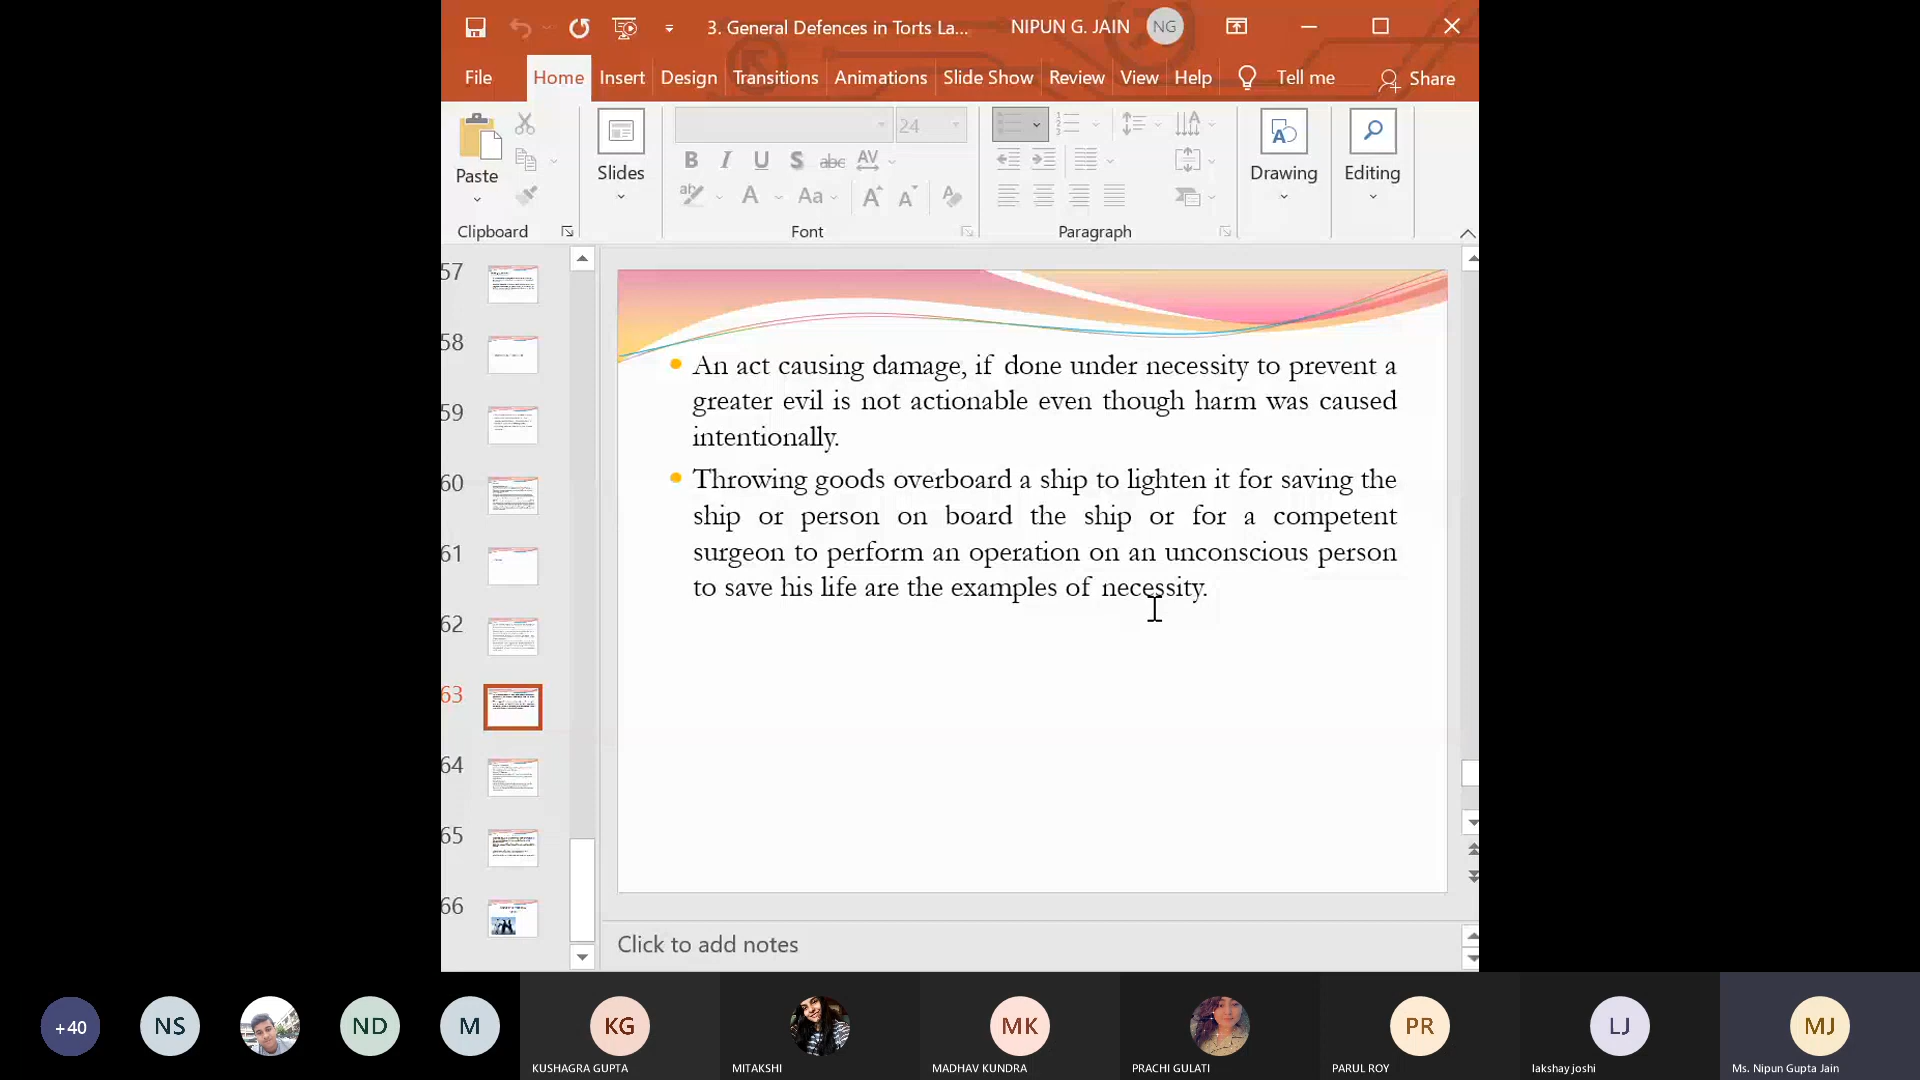 3. General Defences in Torts La...
NIPUN G. JAIN
NG
File
Home
Insert
Design
Transitions
Animations
Slide Show
Review
View
Help
Tell me
Share
Paste
Slides
24
B I U S abc AV
A Aa A A
Drawing
Editing
Clipboard
Font
Paragraph
57
58
59
60
61
62
63
64
65
66
An act causing damage, if done under necessity to prevent a
greater evil is not actionable even though harm was caused
intentionally.
Throwing goods overboard a ship to lighten it for saving the
ship or person on board the ship or for a competent
surgeon to perform an operation on an unconscious person
to save his life are the examples of necessity.
Click to add notes
+40
NS
ND
M
KG
MK
PR
LJ
MJ
KUSHAGRA GUPTA
MITAKSHI
MADHAV KUNDRA
PRACHI GULATI
PARUL ROY
lakshay joshi
Ms. Nipun Gupta Jain